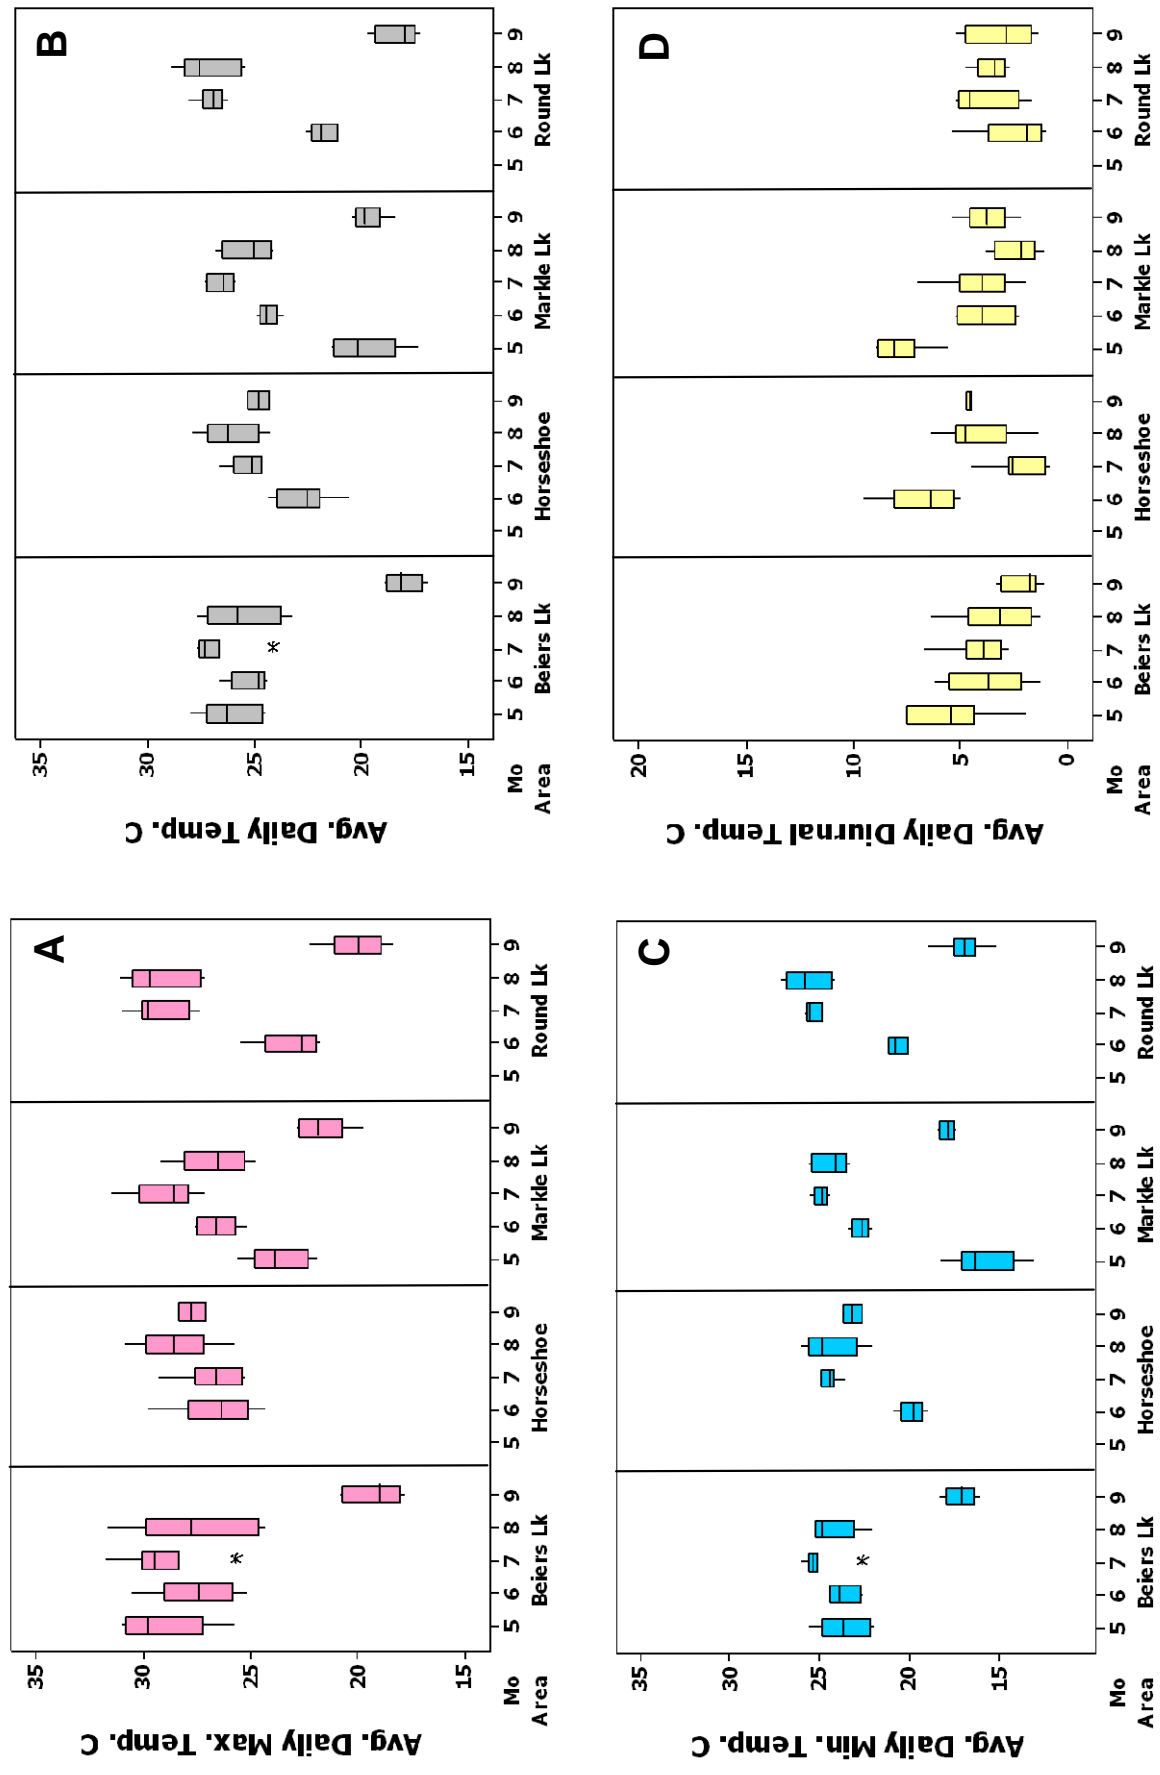 A
Avg. Daily Max. Temp. C
35
30
25
20
15
Mo 5 6 7 8 9 5 6 7 8 9 5 6 7 8 9 5 6 7 8 9
Area Beiers Lk Horseshoe Markle Lk Round Lk
B
Avg. Daily Temp. C
35
30
25
20
15
Mo 5 6 7 8 9 5 6 7 8 9 5 6 7 8 9 5 6 7 8 9
Area Beiers Lk Horseshoe Markle Lk Round Lk
C
Avg. Daily Min. Temp. C
35
30
25
20
15
Mo 5 6 7 8 9 5 6 7 8 9 5 6 7 8 9 5 6 7 8 9
Area Beiers Lk Horseshoe Markle Lk Round Lk
D
Avg. Daily Diurnal Temp. C
20
15
10
5
0
Mo 5 6 7 8 9 5 6 7 8 9 5 6 7 8 9 5 6 7 8 9
Area Beiers Lk Horseshoe Markle Lk Round Lk